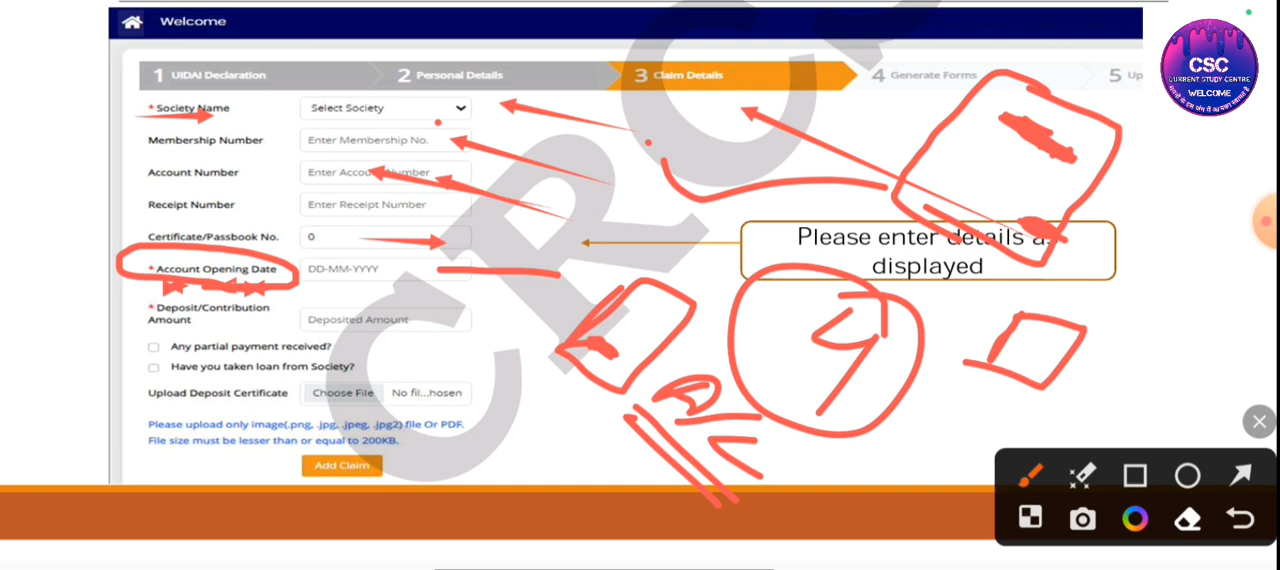 Welcome
1 UIDAI Declaration
2 Personal Details
3 Claim Details
4 Generate Forms
5 Up
CSC
CURRENT STUDY CENTRE
WELCOME
* Society Name
Select Society
Membership Number
Enter Membership No.
Account Number
Enter Account Number
Receipt Number
Enter Receipt Number
Certificate/Passbook No.
0
* Account Opening Date
DD-MM-YYYY
* Deposit/Contribution
Amount
Deposited Amount
Any partial payment received?
Have you taken loan from Society?
Upload Deposit Certificate
Choose File No fil...hosen
Please upload only image(.png, .jpg, .jpeg, .jpg2) file Or PDF.
File size must be lesser than or equal to 200KB.
Add Claim
Please enter details as
displayed
CRC